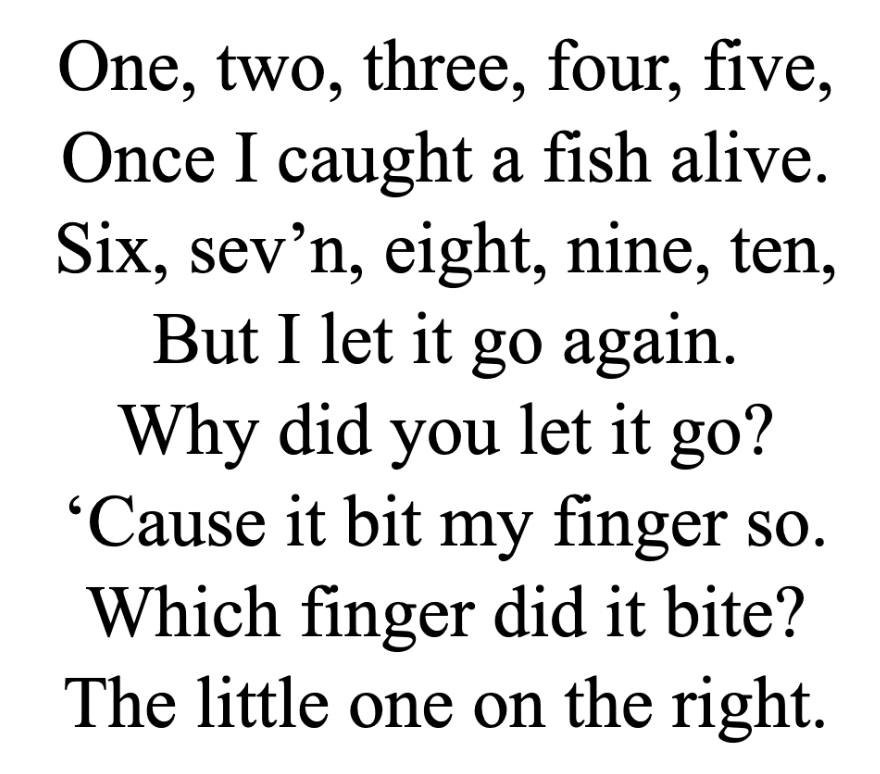 One, two, three, four, five,
Once I caught a fish alive.
Six, sev’n, eight, nine, ten,
But I let it go again.
Why did you let it go?
‘Cause it bit my finger so.
Which finger did it bite?
The little one on the right.